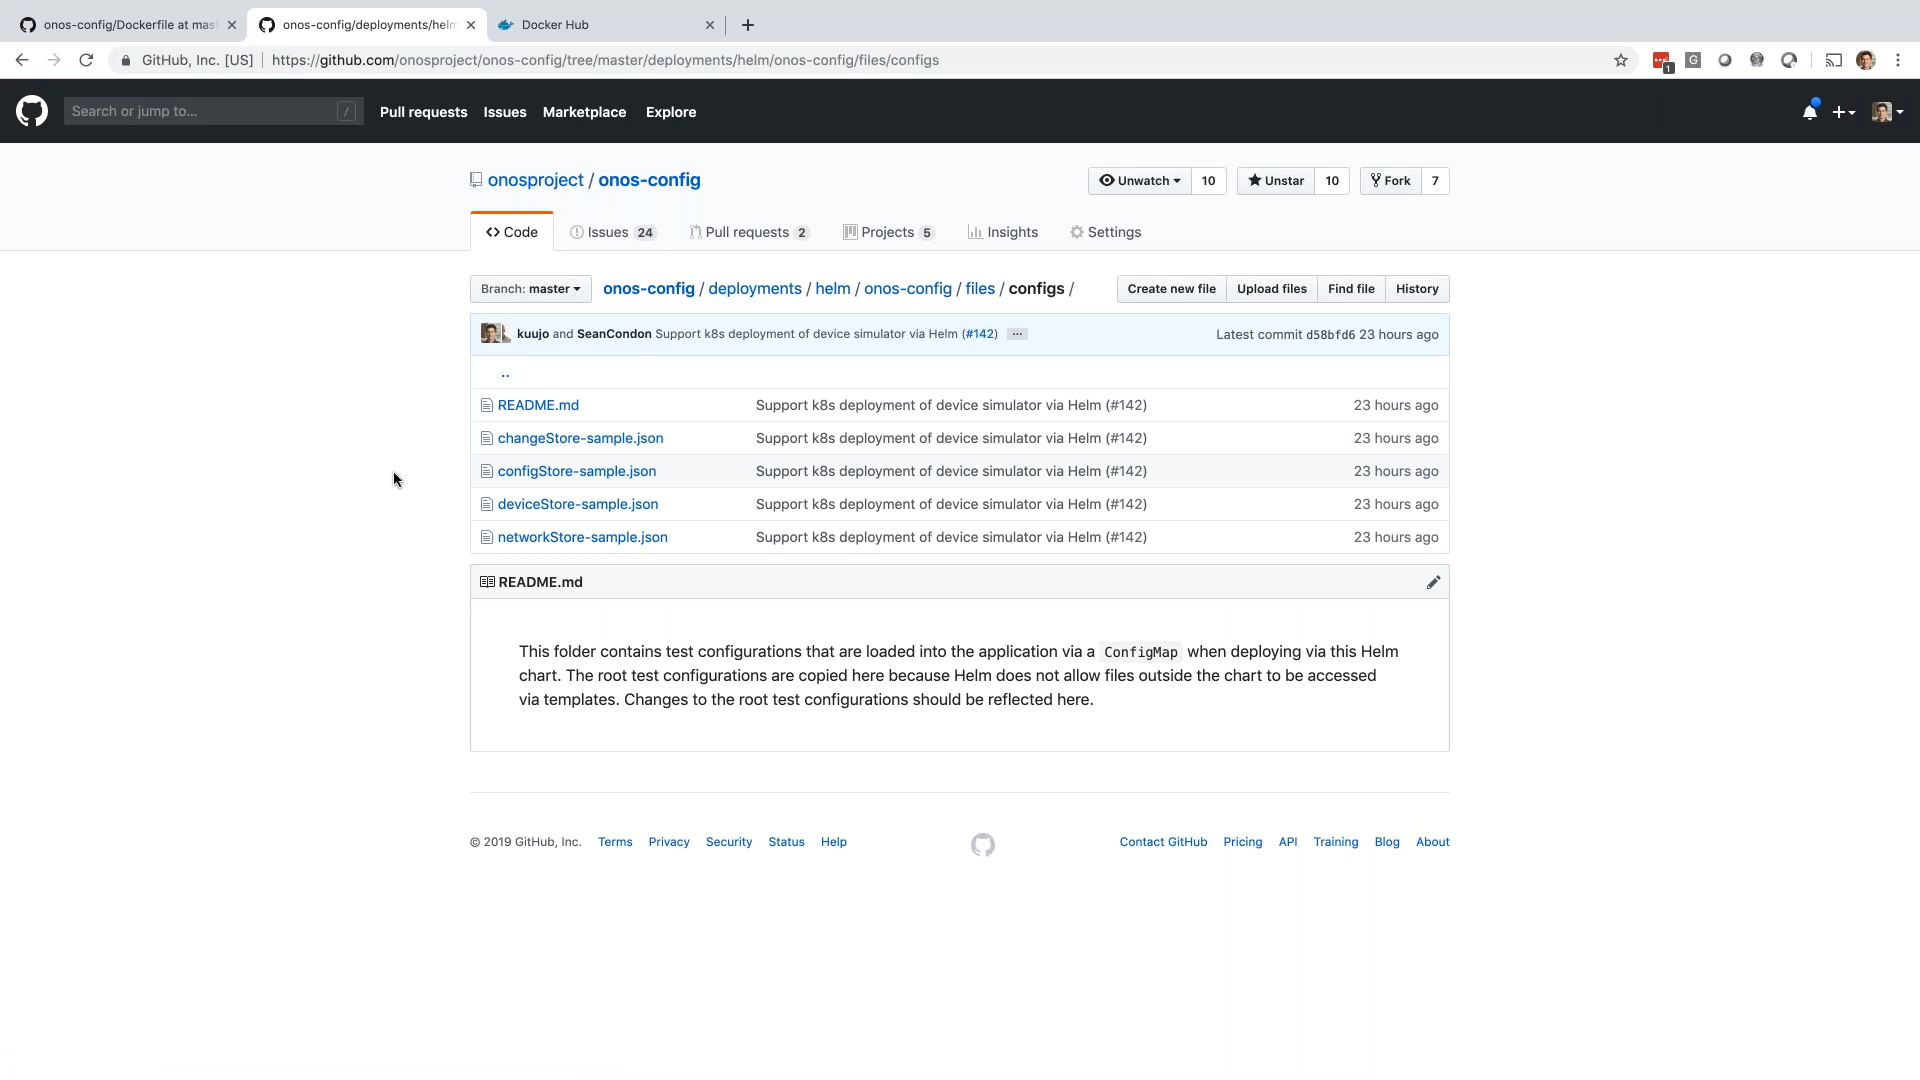 onos-config/Dockerfile at mas
onos-config/deployments/helm
Docker Hub
GitHub, Inc. [US] https://github.com/onosproject/onos-config/tree/master/deployments/helm/onos-config/files/configs
1
G
Search or jump to... /
Pull requests Issues Marketplace Explore
onosproject / onos-config
Unwatch 10 Unstar 10 Fork 7
Code Issues 24 Pull requests 2 Projects 5 Insights Settings
Branch: master onos-config / deployments / helm / onos-config / files / configs / Create new file Upload files Find file History
kuujo and SeanCondon Support k8s deployment of device simulator via Helm (#142) ... Latest commit d58bfd6 23 hours ago
..
README.md Support k8s deployment of device simulator via Helm (#142) 23 hours ago
changeStore-sample.json Support k8s deployment of device simulator via Helm (#142) 23 hours ago
configStore-sample.json Support k8s deployment of device simulator via Helm (#142) 23 hours ago
deviceStore-sample.json Support k8s deployment of device simulator via Helm (#142) 23 hours ago
networkStore-sample.json Support k8s deployment of device simulator via Helm (#142) 23 hours ago
README.md
This folder contains test configurations that are loaded into the application via a ConfigMap when deploying via this Helm
chart. The root test configurations are copied here because Helm does not allow files outside the chart to be accessed
via templates. Changes to the root test configurations should be reflected here.
© 2019 GitHub, Inc. Terms Privacy Security Status Help Contact GitHub Pricing API Training Blog About